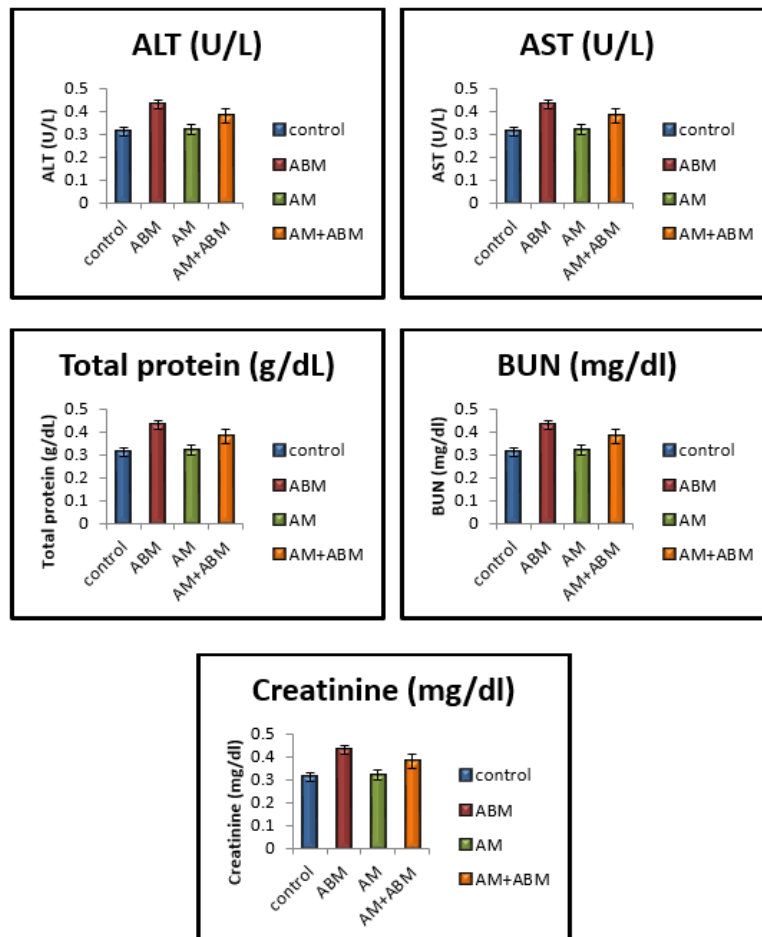 ALT (U/L)
ALT (U/L)
0.5
0.4
0.3
0.2
0.1
0
control
ABM
AM
AM+ABM
control
ABM
AM
AM+ABM
AST (U/L)
AST (U/L)
0.5
0.4
0.3
0.2
0.1
0
control
ABM
AM
AM+ABM
control
ABM
AM
AM+ABM
Total protein (g/dL)
Total protein (g/dL)
0.5
0.4
0.3
0.2
0.1
0
control
ABM
AM
AM+ABM
control
ABM
AM
AM+ABM
BUN (mg/dl)
BUN (mg/dl)
0.5
0.4
0.3
0.2
0.1
0
control
ABM
AM
AM+ABM
control
ABM
AM
AM+ABM
Creatinine (mg/dl)
Creatinine (mg/dl)
0.5
0.4
0.3
0.2
0.1
0
control
ABM
AM
AM+ABM
control
ABM
AM
AM+ABM